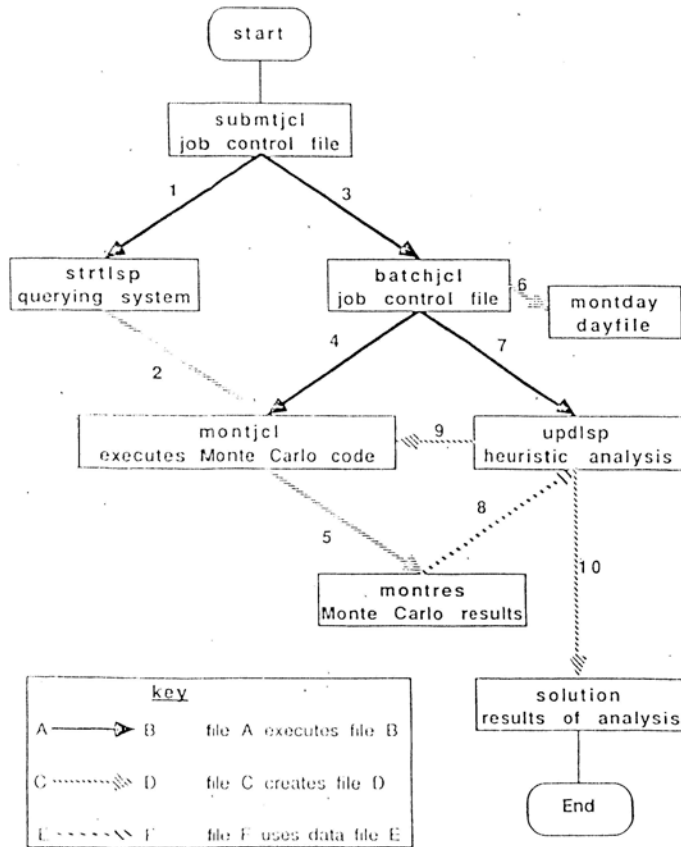 start
submtjcl
job control file
1
3
strtlsp
querying system
batchjcl
job control file
6
montday
dayfile
2
4
7
montjcl
executes Monte Carlo code
9
updlsp
heuristic analysis
5
8
montres
Monte Carlo results
10
solution
results of analysis
End
key
A B file A executes file B
C D file C creates file D
E F file F uses data file E